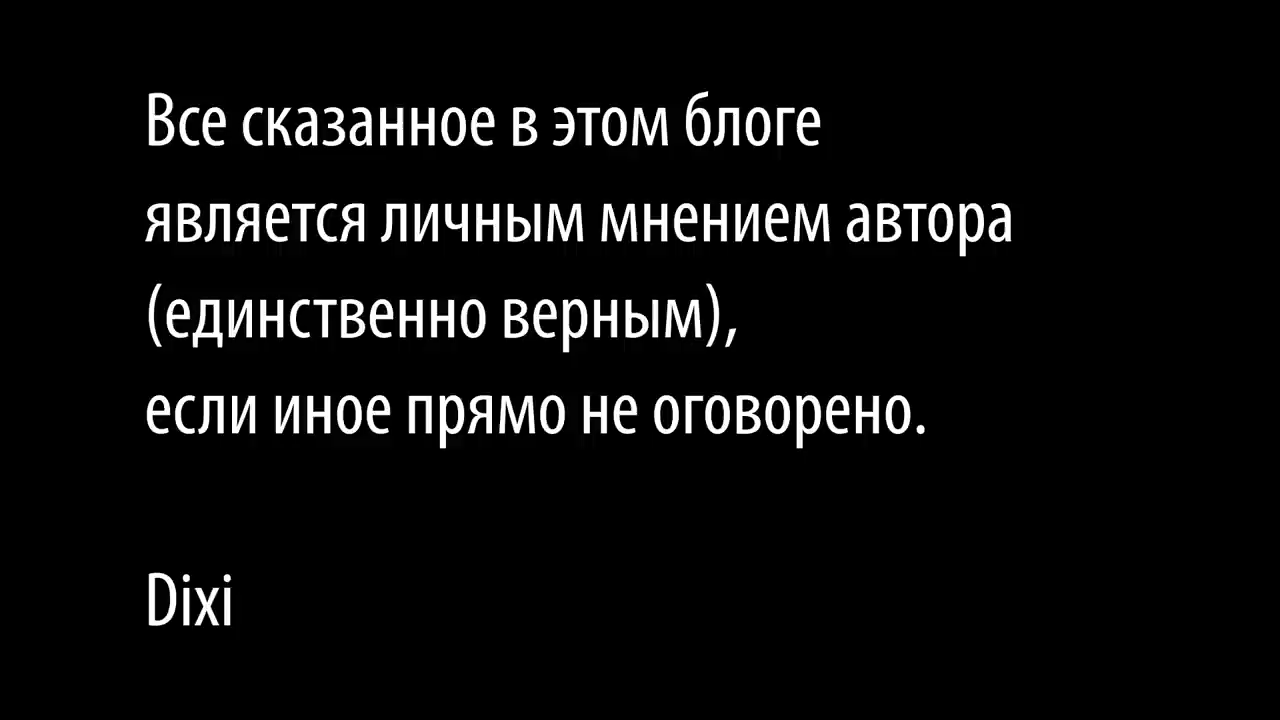 Все сказанное в этом блоге
является личным мнением автора
(единственно верным),
если иное прямо не оговорено.
Dixi